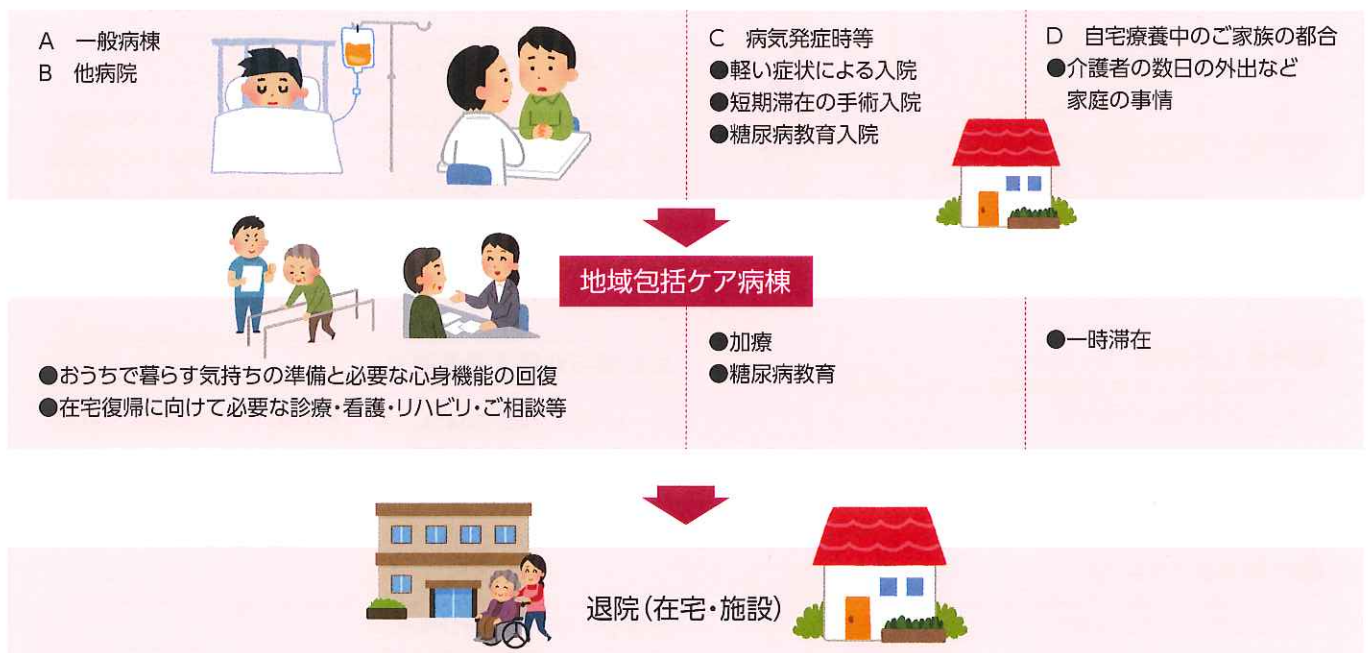 A 一般病棟
B 他病院
C 病気発症時等
●軽い症状による入院
●短期滞在の手術入院
●糖尿病教育入院
D 自宅療養中のご家族の都合
●介護者の数日の外出など
家庭の事情
地域包括ケア病棟
●おうちで暮らす気持ちの準備と必要な心身機能の回復
●在宅復帰に向けて必要な診療・看護・リハビリ・ご相談等
●加療
●糖尿病教育
●一時滞在
退院(在宅・施設)